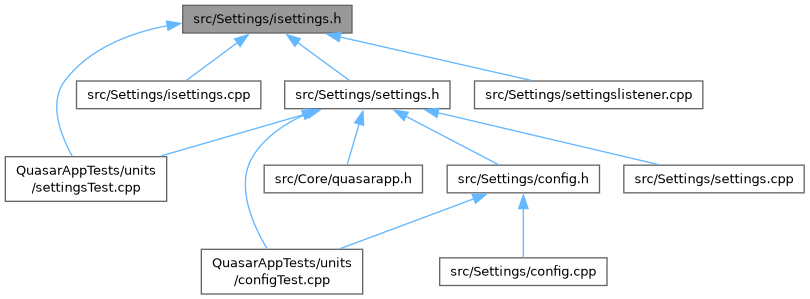 src/Settings/isettings.h
src/Settings/isettings.cpp
src/Settings/settings.h
src/Settings/settingslistener.cpp
QuasarAppTests/units
/settingsTest.cpp
src/Core/quasarapp.h
src/Settings/config.h
src/Settings/settings.cpp
QuasarAppTests/units
/configTest.cpp
src/Settings/config.cpp